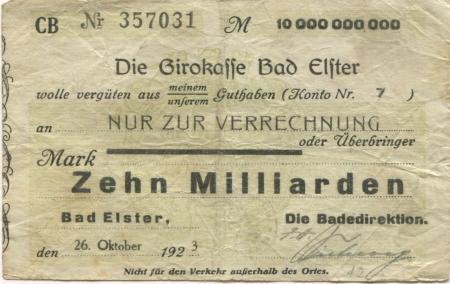 CB Nr 357031 M 10 000 000 000
Die Girokasse Bad Elster
wolle vergüten aus meinem unserem Guthaben (Konto Nr. 7 )
an NUR ZUR VERRECHNUNG
oder Überbringer
Mark
Zehn Milliarden
Bad Elster, Die Badedirektion.
den 26. Oktober 1923
Nicht für den Verkehr außerhalb des Ortes.